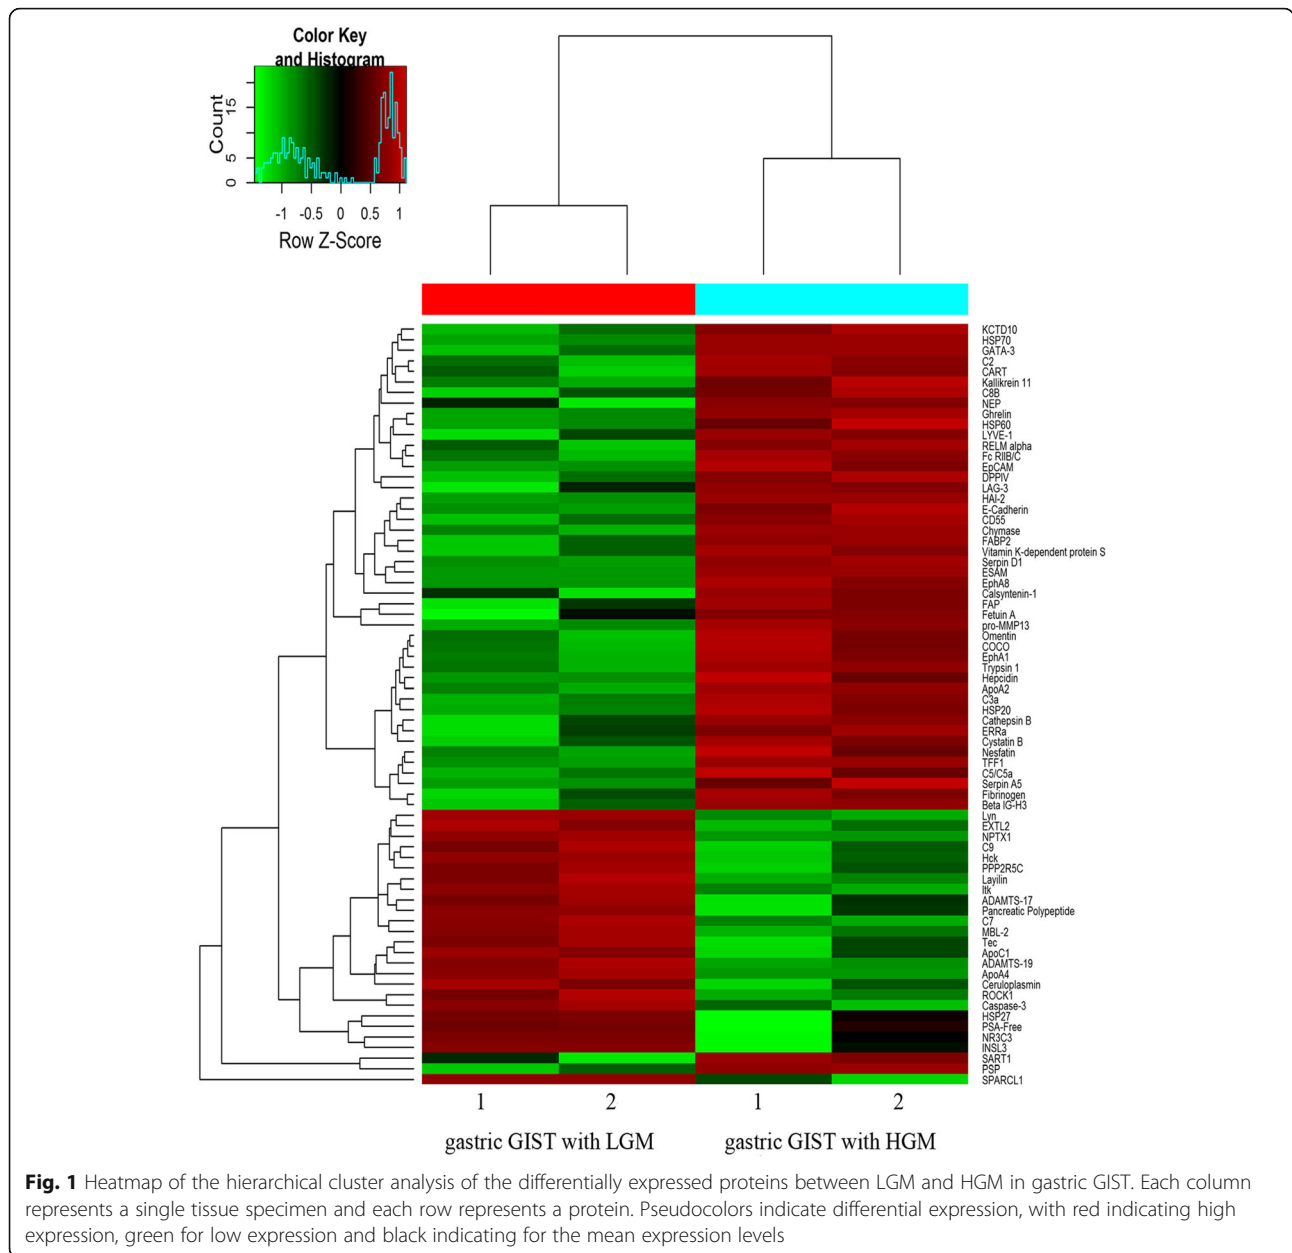 Color Key
and Histogram
Count
0 5 15
-1 -0.5 0 0.5 1
Row Z-Score
KCTD10
HSP70
GATA-3
C2
CART
Kallikrein 11
C8B
NEP
Ghrelin
HSP60
LYVE-1
RELM alpha
Fc RIIB/C
EpCAM
DPPIV
LAG-3
HAI-2
E-Cadherin
CD55
Chymase
FABP2
Vitamin K-dependent protein S
Serpin D1
ESAM
EphA8
Calsyntenin-1
FAP
Fetuin A
pro-MMP13
Omentin
COCO
EphA1
Trypsin 1
Hepcidin
ApoA2
C3a
HSP20
Cathepsin B
ERRa
Cystatin B
Nesfatin
TFF1
C5/C5a
Serpin A5
Fibrinogen
Beta IG-H3
Lyn
EXTL2
NPTX1
C9
Hck
PPP2R5C
Layilin
Itk
ADAMTS-17
Pancreatic Polypeptide
C7
MBL-2
Tec
ApoC1
ADAMTS-19
ApoA4
Ceruloplasmin
ROCK1
Caspase-3
HSP27
PSA-Free
NR3C3
INSL3
SART1
PSP
SPARCL1
1 2 1 2
gastric GIST with LGM gastric GIST with HGM
Fig. 1 Heatmap of the hierarchical cluster analysis of the differentially expressed proteins between LGM and HGM in gastric GIST. Each column
represents a single tissue specimen and each row represents a protein. Pseudocolors indicate differential expression, with red indicating high
expression, green for low expression and black indicating for the mean expression levels